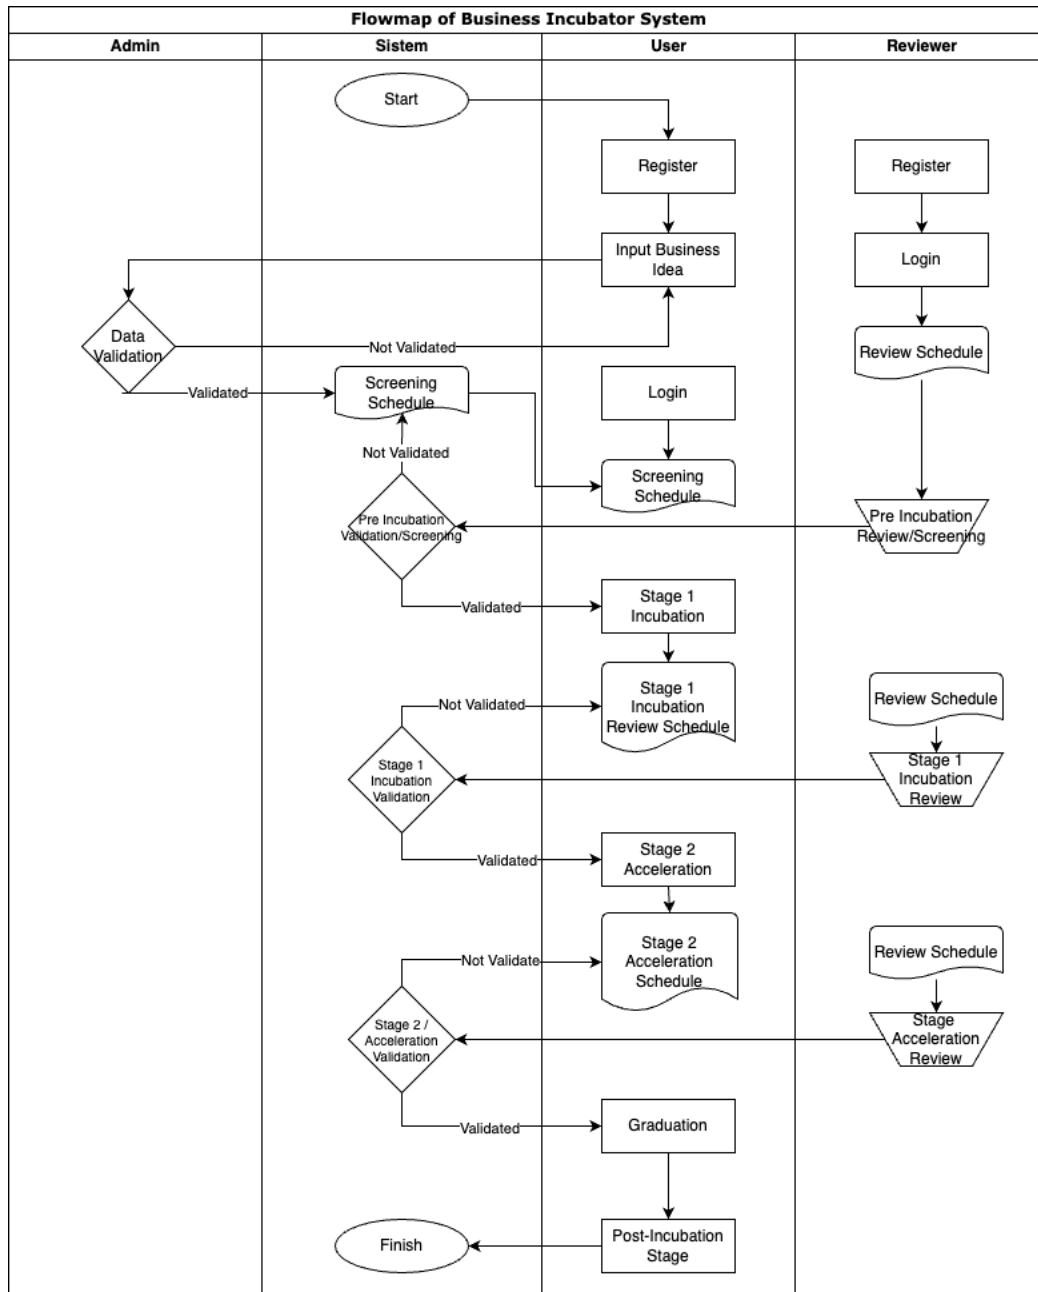 Flowmap of Business Incubator System
Admin
Sistem
User
Reviewer
Start
Register
Register
Input Business
Idea
Login
Data
Validation
Not Validated
Review Schedule
Validated
Screening
Schedule
Login
Not Validated
Screening
Schedule
Pre Incubation
Validation/Screening
Pre Incubation
Review/Screening
Validated
Stage 1
Incubation
Not Validated
Stage 1
Incubation
Review Schedule
Review Schedule
Stage 1
Incubation
Validation
Stage 1
Incubation
Review
Validated
Stage 2
Acceleration
Not Validate
Stage 2
Acceleration
Schedule
Review Schedule
Stage 2 /
Acceleration
Validation
Stage
Acceleration
Review
Validated
Graduation
Finish
Post-Incubation
Stage